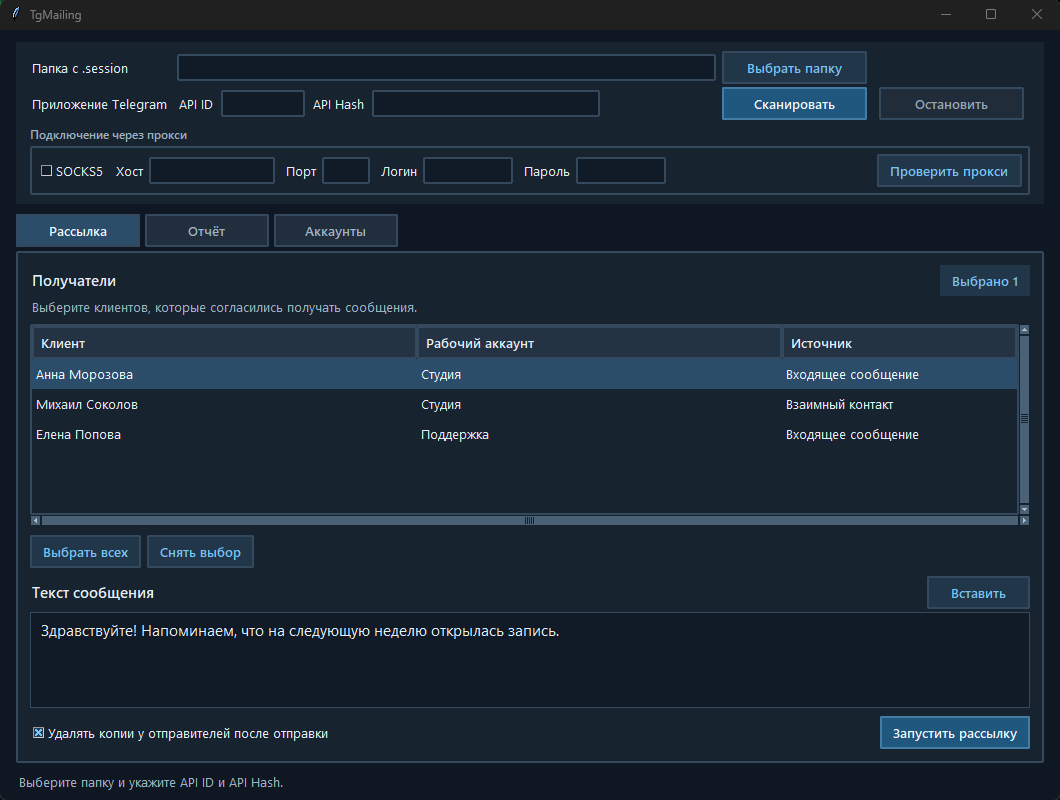 TgMailing
Папка с .session Выбрать папку
Приложение Telegram API ID API Hash Сканировать Остановить
Подключение через прокси
SOCKS5 Хост Порт Логин Пароль Проверить прокси
Рассылка Отчёт Аккаунты
Получатели Выбрано 1
Выберите клиентов, которые согласились получать сообщения.
Клиент Рабочий аккаунт Источник
Анна Морозова Студия Входящее сообщение
Михаил Соколов Студия Взаимный контакт
Елена Попова Поддержка Входящее сообщение
Выбрать всех Снять выбор
Текст сообщения Вставить
Здравствуйте! Напоминаем, что на следующую неделю открылась запись.
Удалять копии у отправителей после отправки Запустить рассылку
Выберите папку и укажите API ID и API Hash.